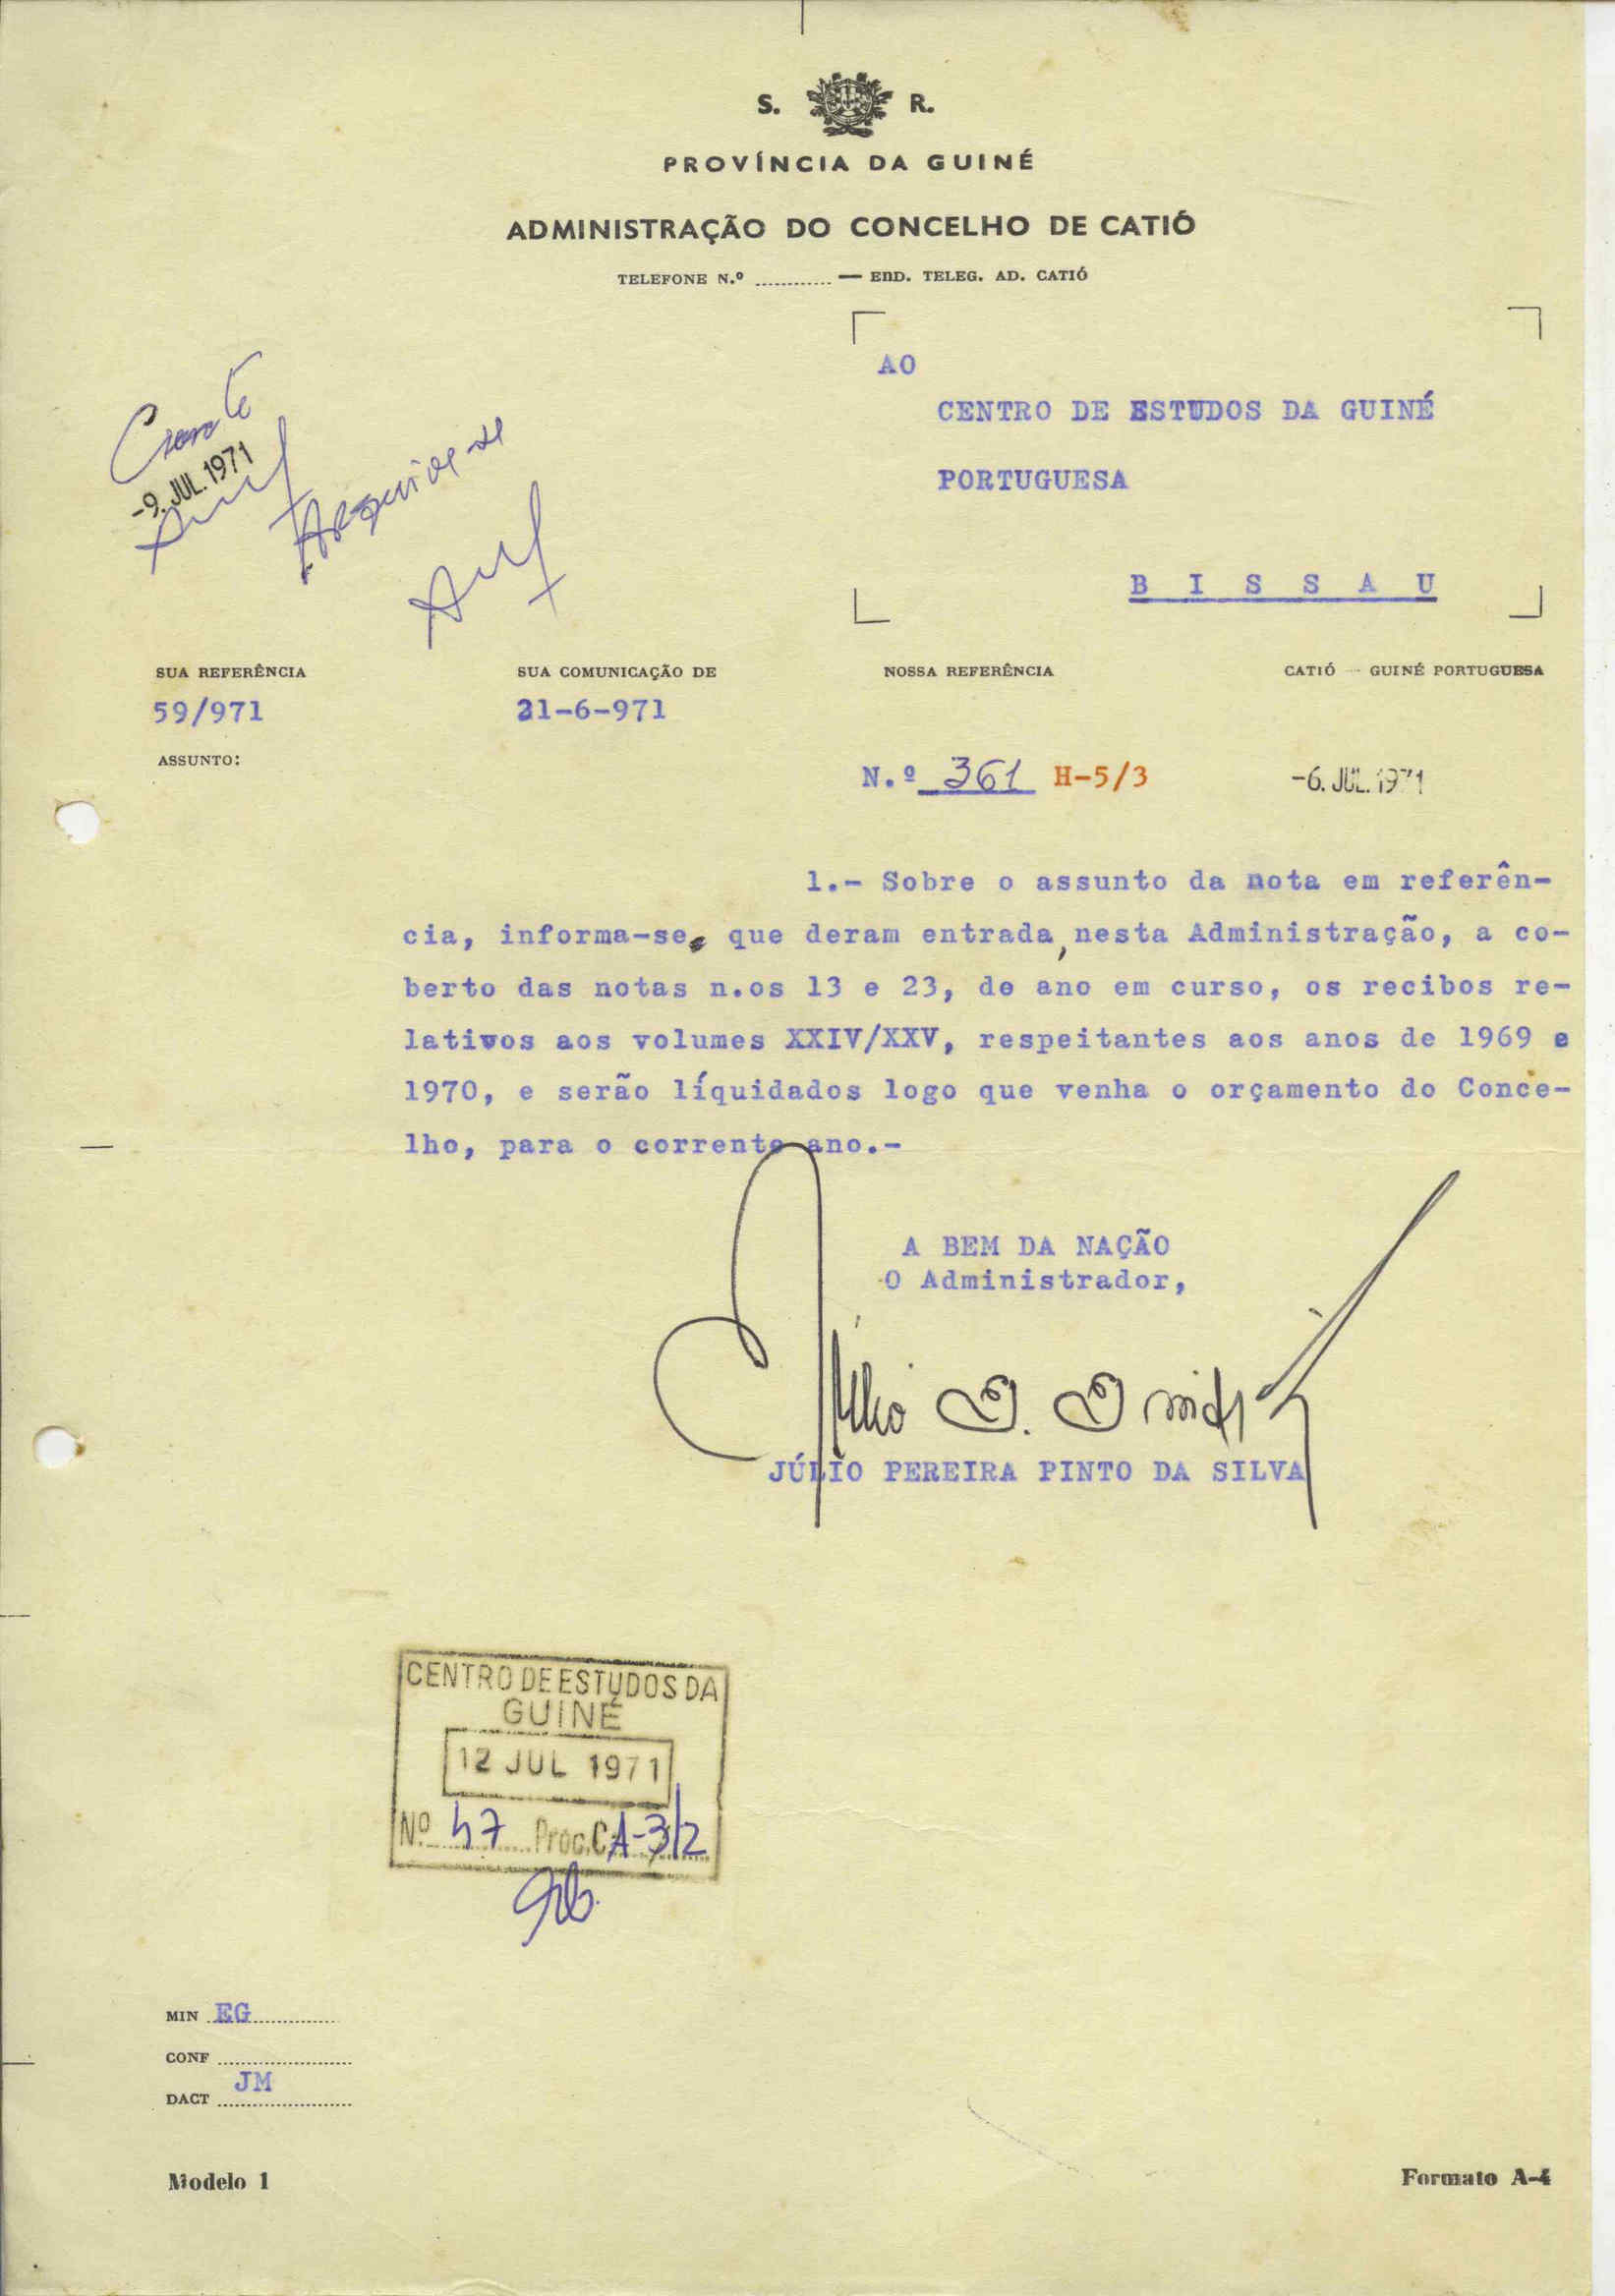 S. R.
PROVÍNCIA DA GUINÉ
ADMINISTRAÇÃO DO CONCELHO DE CATIÓ
TELEFONE N.º ............ — END. TELEG. AD. CATIÓ
AO
CENTRO DE ESTUDOS DA GUINÉ
PORTUGUESA
B I S S A U
-9. JUL. 1971
Arquive-se
SUA REFERÊNCIA SUA COMUNICAÇÃO DE NOSSA REFERÊNCIA CATIÓ - GUINÉ PORTUGUESA
59/971 21-6-971
ASSUNTO:
N.º 361 H-5/3 -6. JUL. 1971
1.- Sobre o assunto da nota em referên-
cia, informa-se, que deram entrada, nesta Administração, a co-
berto das notas n.os 13 e 23, de ano em curso, os recibos re-
lativos aos volumes XXIV/XXV, respeitantes aos anos de 1969 e
1970, e serão líquidados logo que venha o orçamento do Conce-
lho, para o corrente ano.-
A BEM DA NAÇÃO
O Administrador,
JÚLIO PEREIRA PINTO DA SILVA
CENTRO DE ESTUDOS DA
GUINÉ
12 JUL 1971
Nº 57 Proc. CA-3/2
MIN EG
CONF
JM
DACT
Modelo 1 Formato A-4